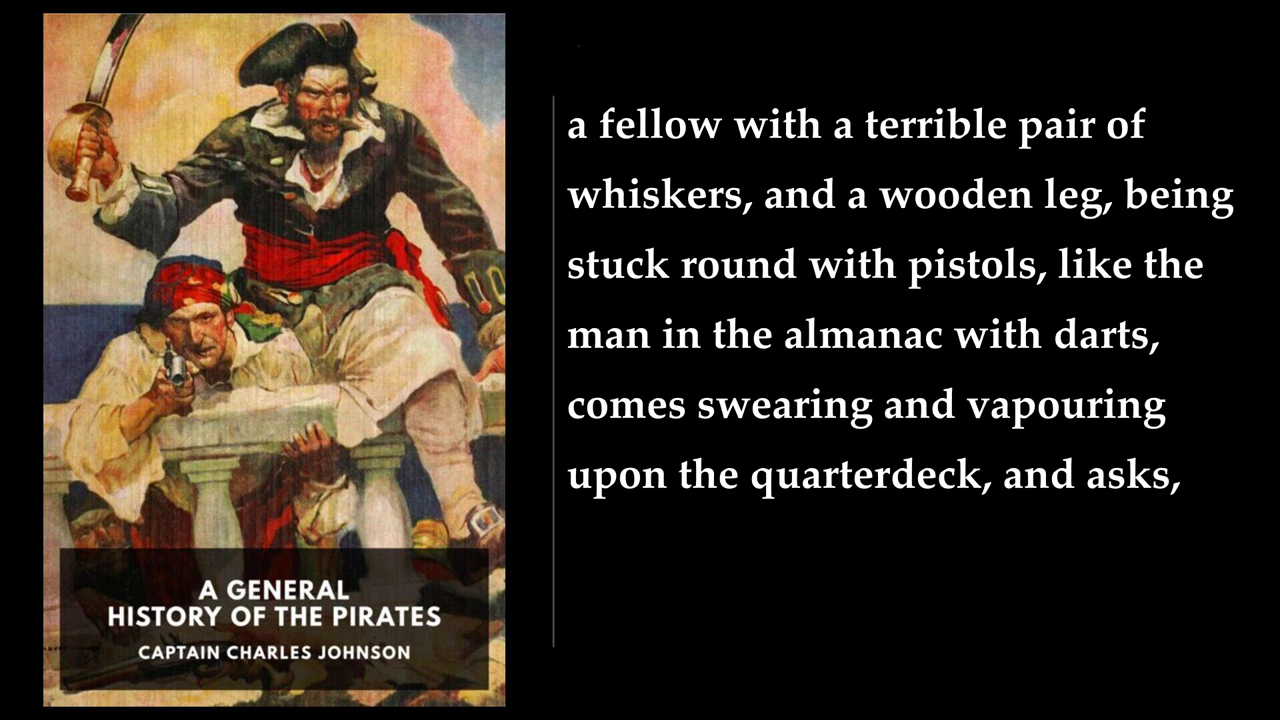 A GENERAL
HISTORY OF THE PIRATES
CAPTAIN CHARLES JOHNSON
a fellow with a terrible pair of
whiskers, and a wooden leg, being
stuck round with pistols, like the
man in the almanac with darts,
comes swearing and vapouring
upon the quarterdeck, and asks,